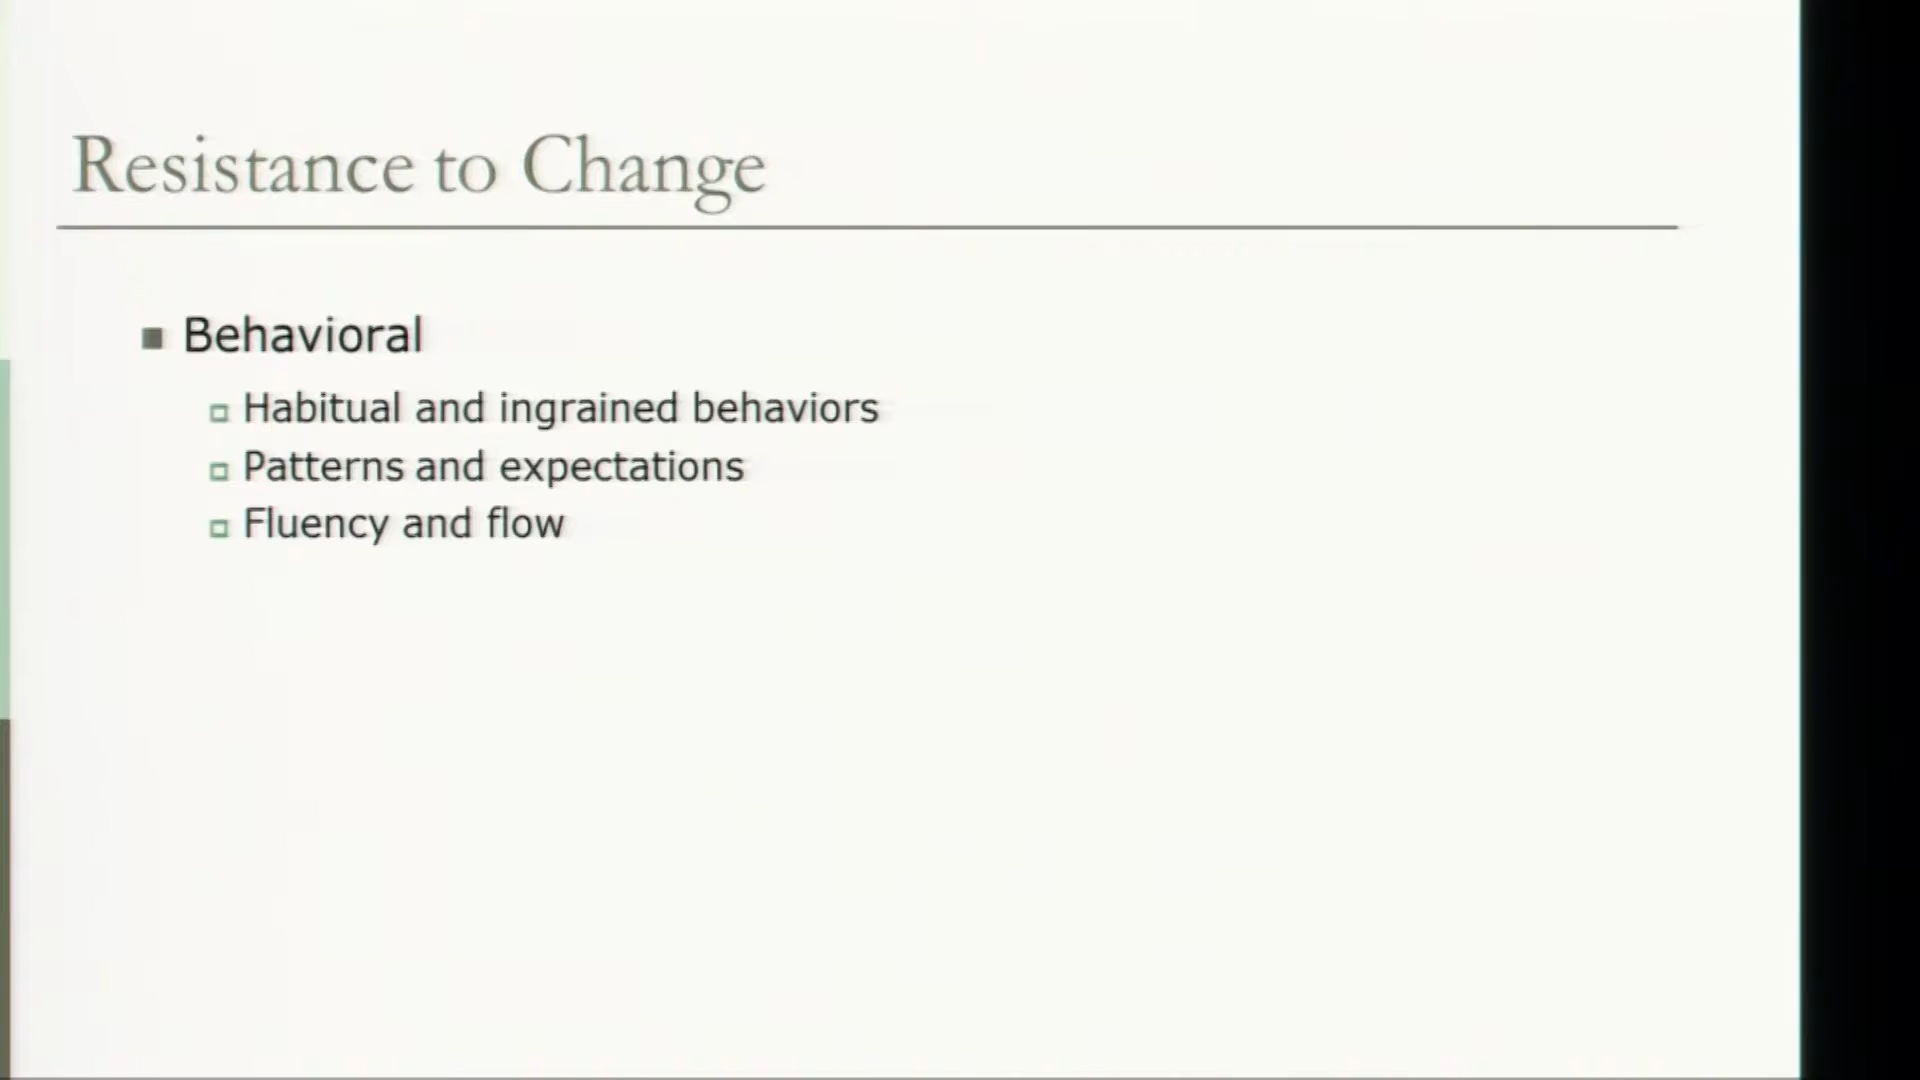 Resistance to Change
Behavioral
Habitual and ingrained behaviors
Patterns and expectations
Fluency and flow